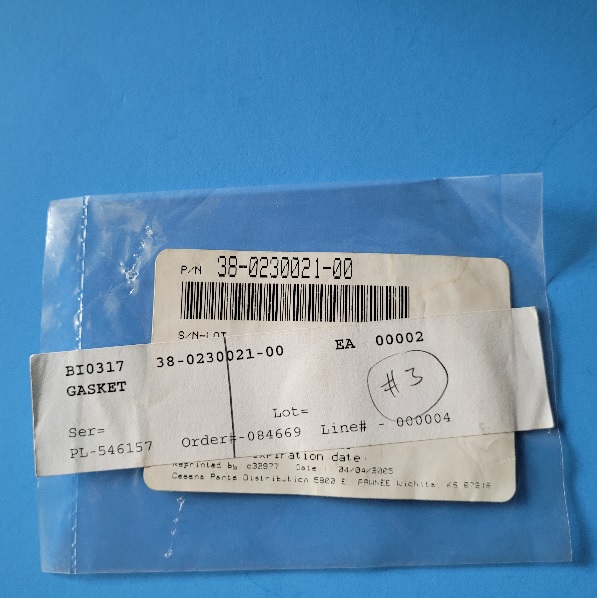 P/N 38-0230021-00
S/N-LOT
BI0317 38-0230021-00 EA 00002
GASKET
#3
Ser= Lot=
PL-546157 Order#-084669 Line# - 000004
expiration date:
Reprinted by c32977 Date : 04/04/2005
Cessna Parts Distribution 5800 E. PAWNEE Wichita, KS 67218